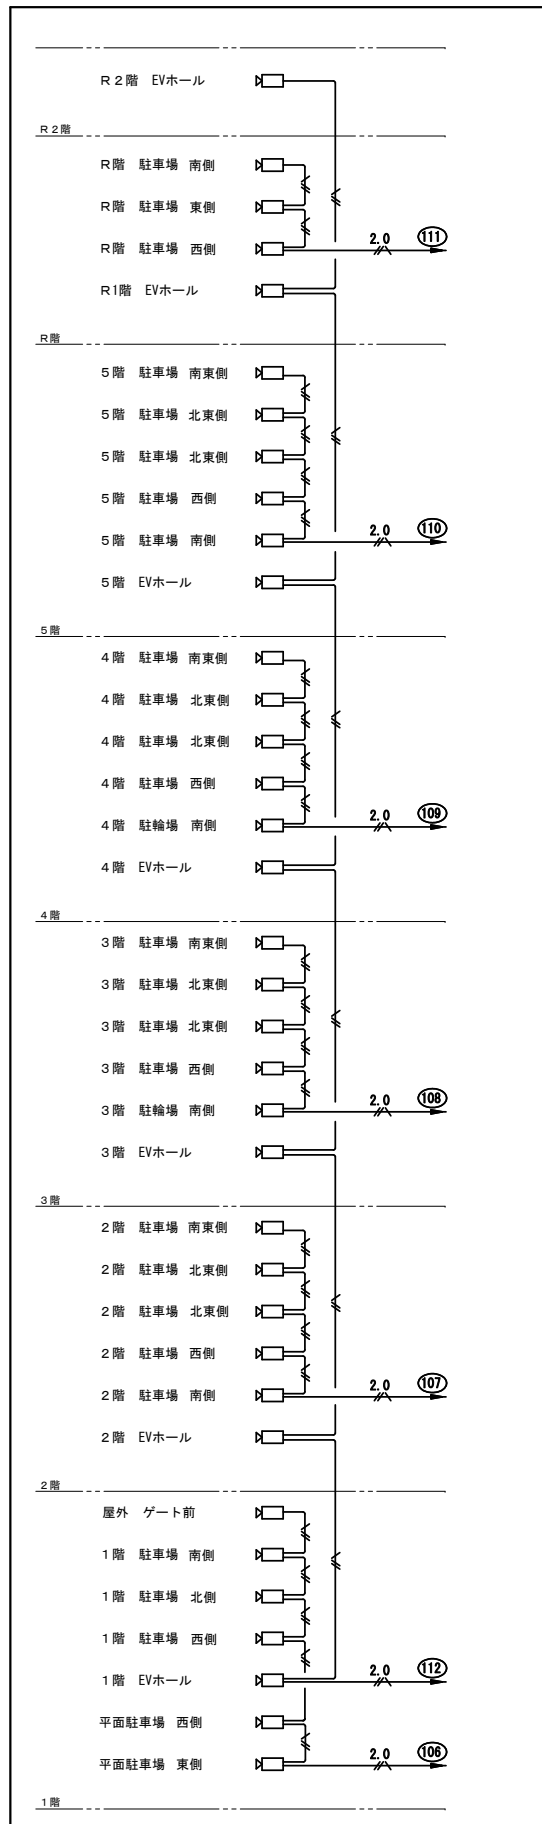 R2階 EVホール
R2階
R階 駐車場 南側
R階 駐車場 東側
2.0 111
R階 駐車場 西側
R1階 EVホール
R階
5階 駐車場 南東側
5階 駐車場 北東側
5階 駐車場 北東側
5階 駐車場 西側
2.0 110
5階 駐車場 南側
5階 EVホール
5階
4階 駐車場 南東側
4階 駐車場 北東側
4階 駐車場 北東側
4階 駐車場 西側
2.0 109
4階 駐輪場 南側
4階 EVホール
4階
3階 駐車場 南東側
3階 駐車場 北東側
3階 駐車場 北東側
3階 駐車場 西側
2.0 108
3階 駐輪場 南側
3階 EVホール
3階
2階 駐車場 南東側
2階 駐車場 北東側
2階 駐車場 北東側
2階 駐車場 西側
2.0 107
2階 駐車場 南側
2階 EVホール
2階
屋外 ゲート前
1階 駐車場 南側
1階 駐車場 北側
1階 駐車場 西側
2.0 112
1階 EVホール
平面駐車場 西側
2.0 106
平面駐車場 東側
1階